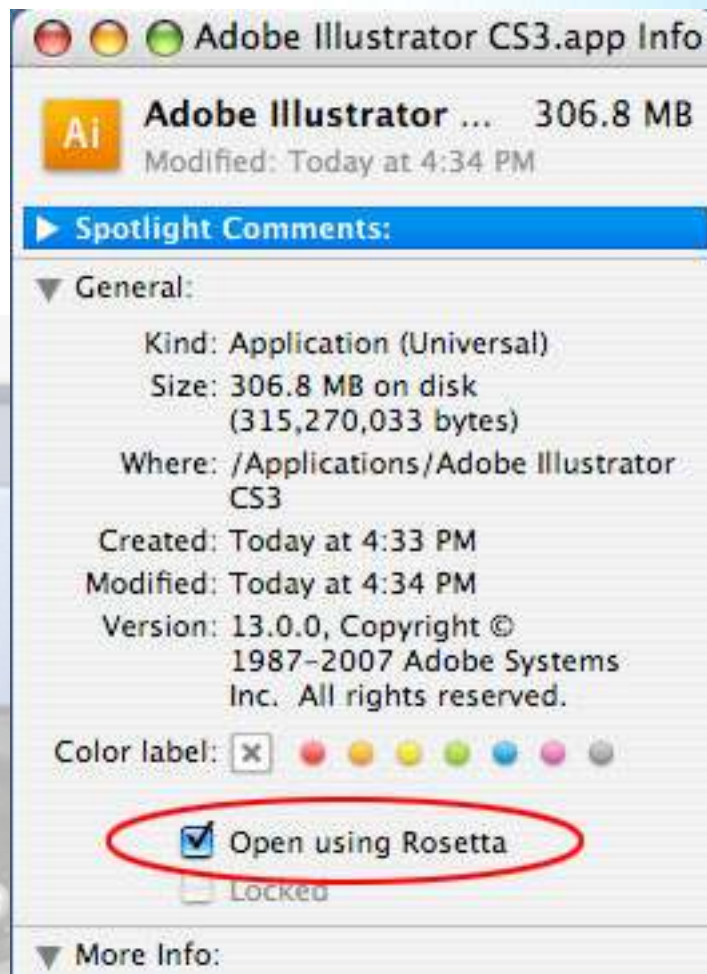 Adobe Illustrator CS3.app Info
Ai
Adobe Illustrator ... 306.8 MB
Modified: Today at 4:34 PM
Spotlight Comments:
General:
Kind: Application (Universal)
Size: 306.8 MB on disk
(315,270,033 bytes)
Where: /Applications/Adobe Illustrator
CS3
Created: Today at 4:33 PM
Modified: Today at 4:34 PM
Version: 13.0.0, Copyright ©
1987-2007 Adobe Systems
Inc. All rights reserved.
Color label:
Open using Rosetta
Locked
More Info: